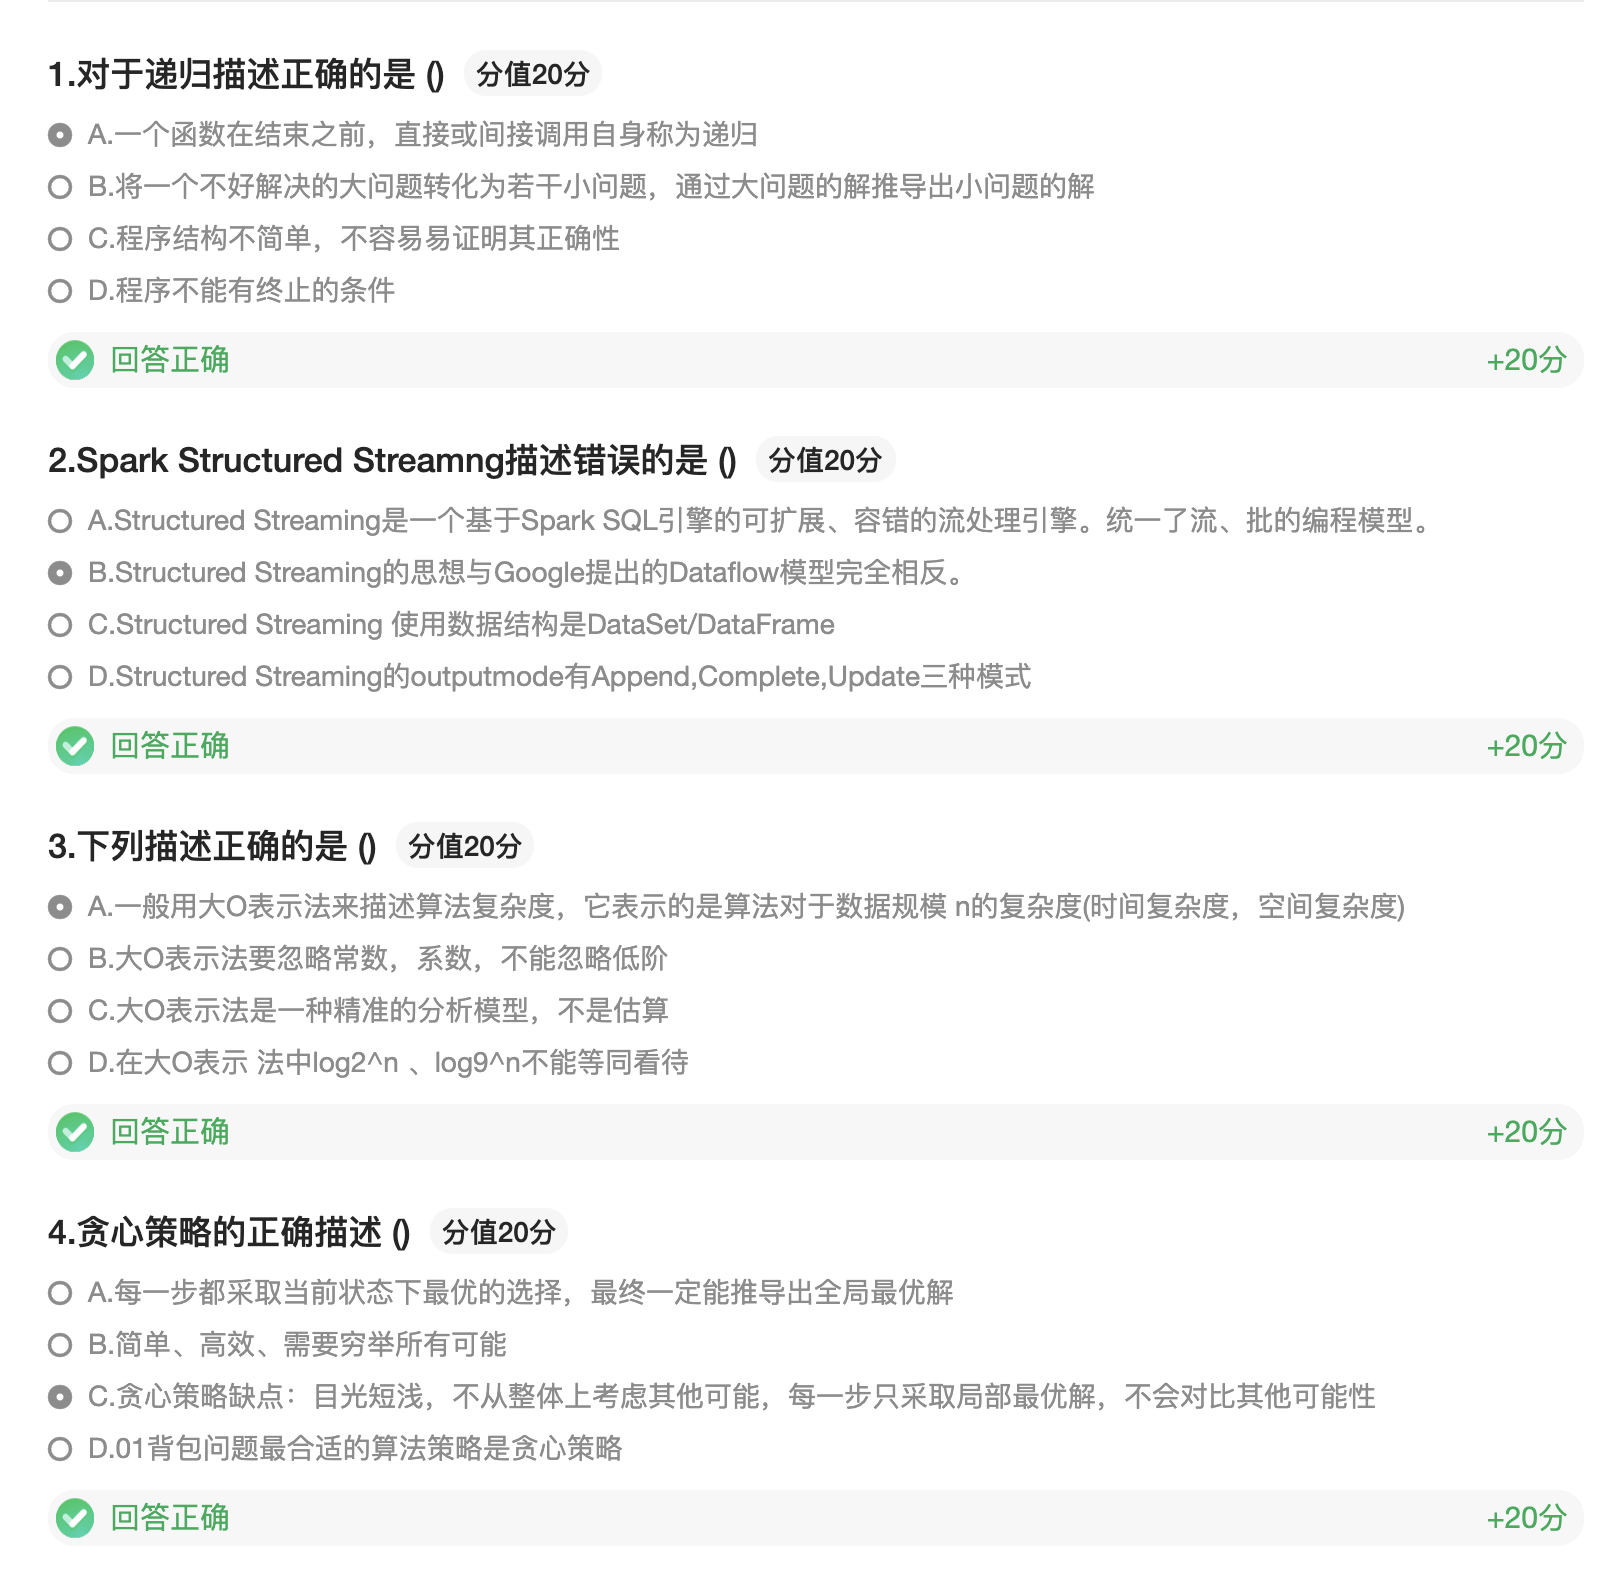 1.对于递归描述正确的是 () 分值20分
A.一个函数在结束之前，直接或间接调用自身称为递归
B.将一个不好解决的大问题转化为若干小问题，通过大问题的解推导出小问题的解
C.程序结构不简单，不容易易证明其正确性
D.程序不能有终止的条件
回答正确 +20分
2.Spark Structured Streamng描述错误的是 () 分值20分
A.Structured Streaming是一个基于Spark SQL引擎的可扩展、容错的流处理引擎。统一了流、批的编程模型。
B.Structured Streaming的思想与Google提出的Dataflow模型完全相反。
C.Structured Streaming 使用数据结构是DataSet/DataFrame
D.Structured Streaming的outputmode有Append,Complete,Update三种模式
回答正确 +20分
3.下列描述正确的是 () 分值20分
A.一般用大O表示法来描述算法复杂度，它表示的是算法对于数据规模 n的复杂度(时间复杂度，空间复杂度)
B.大O表示法要忽略常数，系数，不能忽略低阶
C.大O表示法是一种精准的分析模型，不是估算
D.在大O表示 法中log2^n 、log9^n不能等同看待
回答正确 +20分
4.贪心策略的正确描述 () 分值20分
A.每一步都采取当前状态下最优的选择，最终一定能推导出全局最优解
B.简单、高效、需要穷举所有可能
C.贪心策略缺点：目光短浅，不从整体上考虑其他可能，每一步只采取局部最优解，不会对比其他可能性
D.01背包问题最合适的算法策略是贪心策略
回答正确 +20分